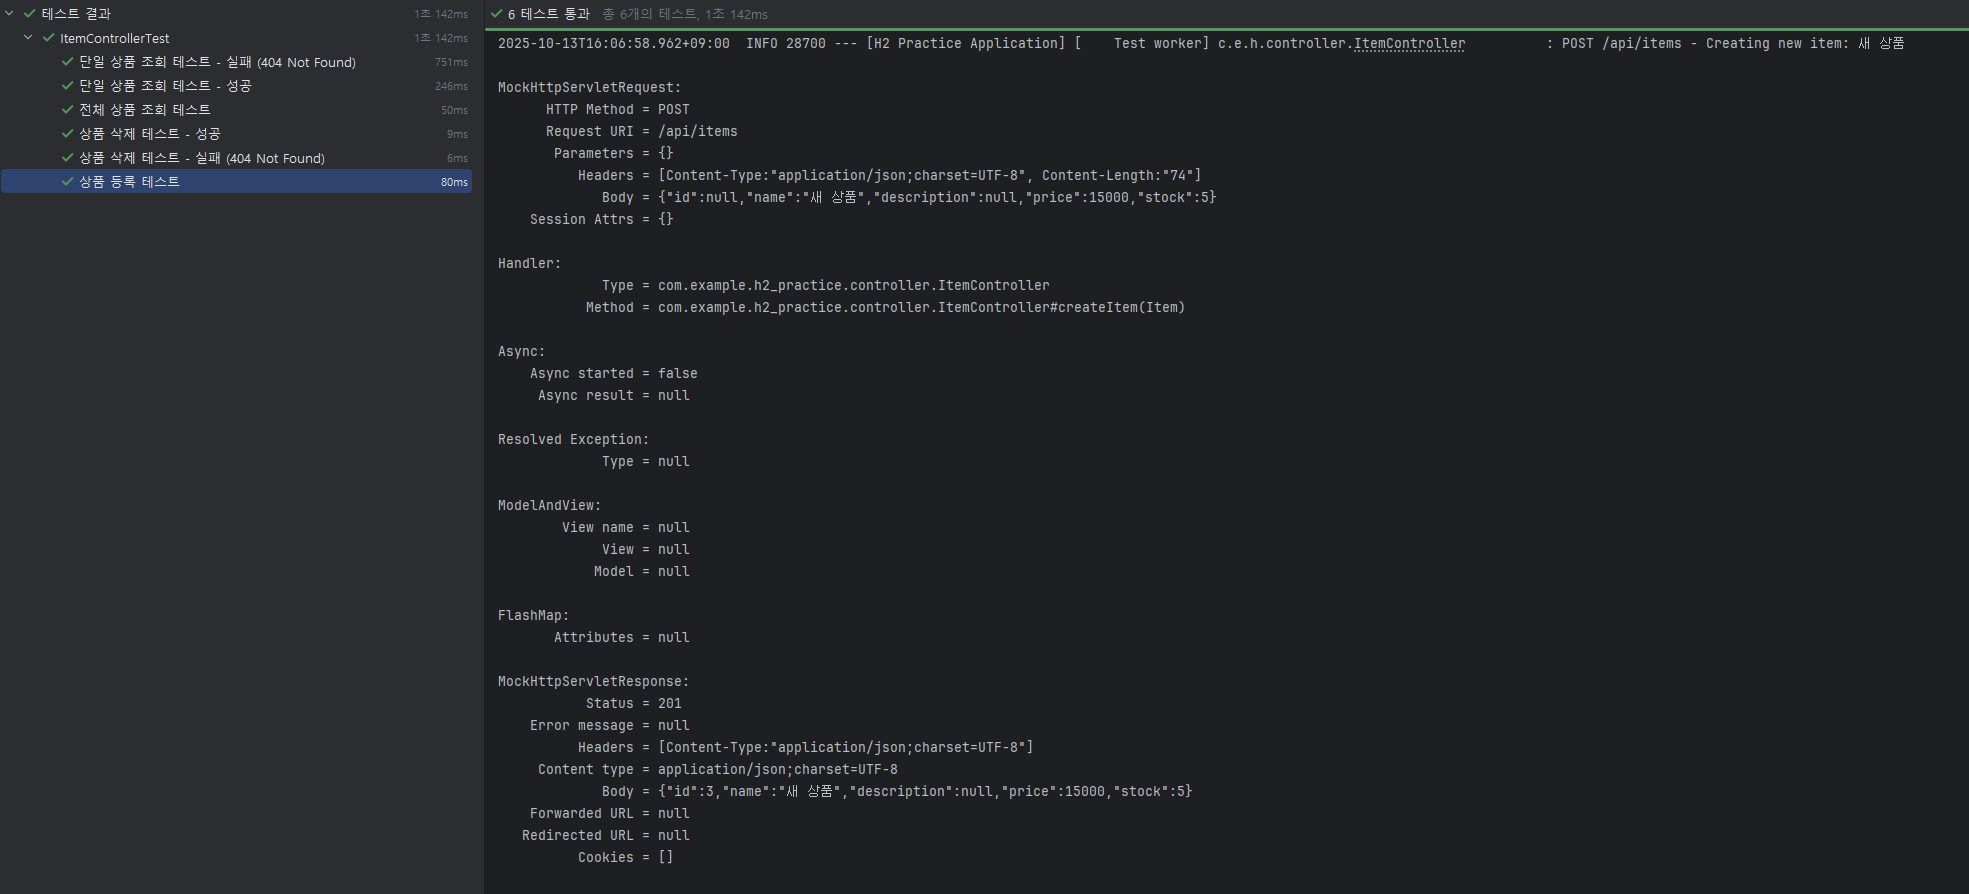 테스트 결과 1초 142ms
ItemControllerTest 1초 142ms
단일 상품 조회 테스트 - 실패 (404 Not Found) 751ms
단일 상품 조회 테스트 - 성공 246ms
전체 상품 조회 테스트 50ms
상품 삭제 테스트 - 성공 9ms
상품 삭제 테스트 - 실패 (404 Not Found) 6ms
상품 등록 테스트 80ms
6 테스트 통과 총 6개의 테스트, 1초 142ms
2025-10-13T16:06:58.962+09:00  INFO 28700 --- [H2 Practice Application] [    Test worker] c.e.h.controller.ItemController          : POST /api/items - Creating new item: 새 상품
MockHttpServletRequest:
HTTP Method = POST
Request URI = /api/items
Parameters = {}
Headers = [Content-Type:"application/json;charset=UTF-8", Content-Length:"74"]
Body = {"id":null,"name":"새 상품","description":null,"price":15000,"stock":5}
Session Attrs = {}
Handler:
Type = com.example.h2_practice.controller.ItemController
Method = com.example.h2_practice.controller.ItemController#createItem(Item)
Async:
Async started = false
Async result = null
Resolved Exception:
Type = null
ModelAndView:
View name = null
View = null
Model = null
FlashMap:
Attributes = null
MockHttpServletResponse:
Status = 201
Error message = null
Headers = [Content-Type:"application/json;charset=UTF-8"]
Content type = application/json;charset=UTF-8
Body = {"id":3,"name":"새 상품","description":null,"price":15000,"stock":5}
Forwarded URL = null
Redirected URL = null
Cookies = []